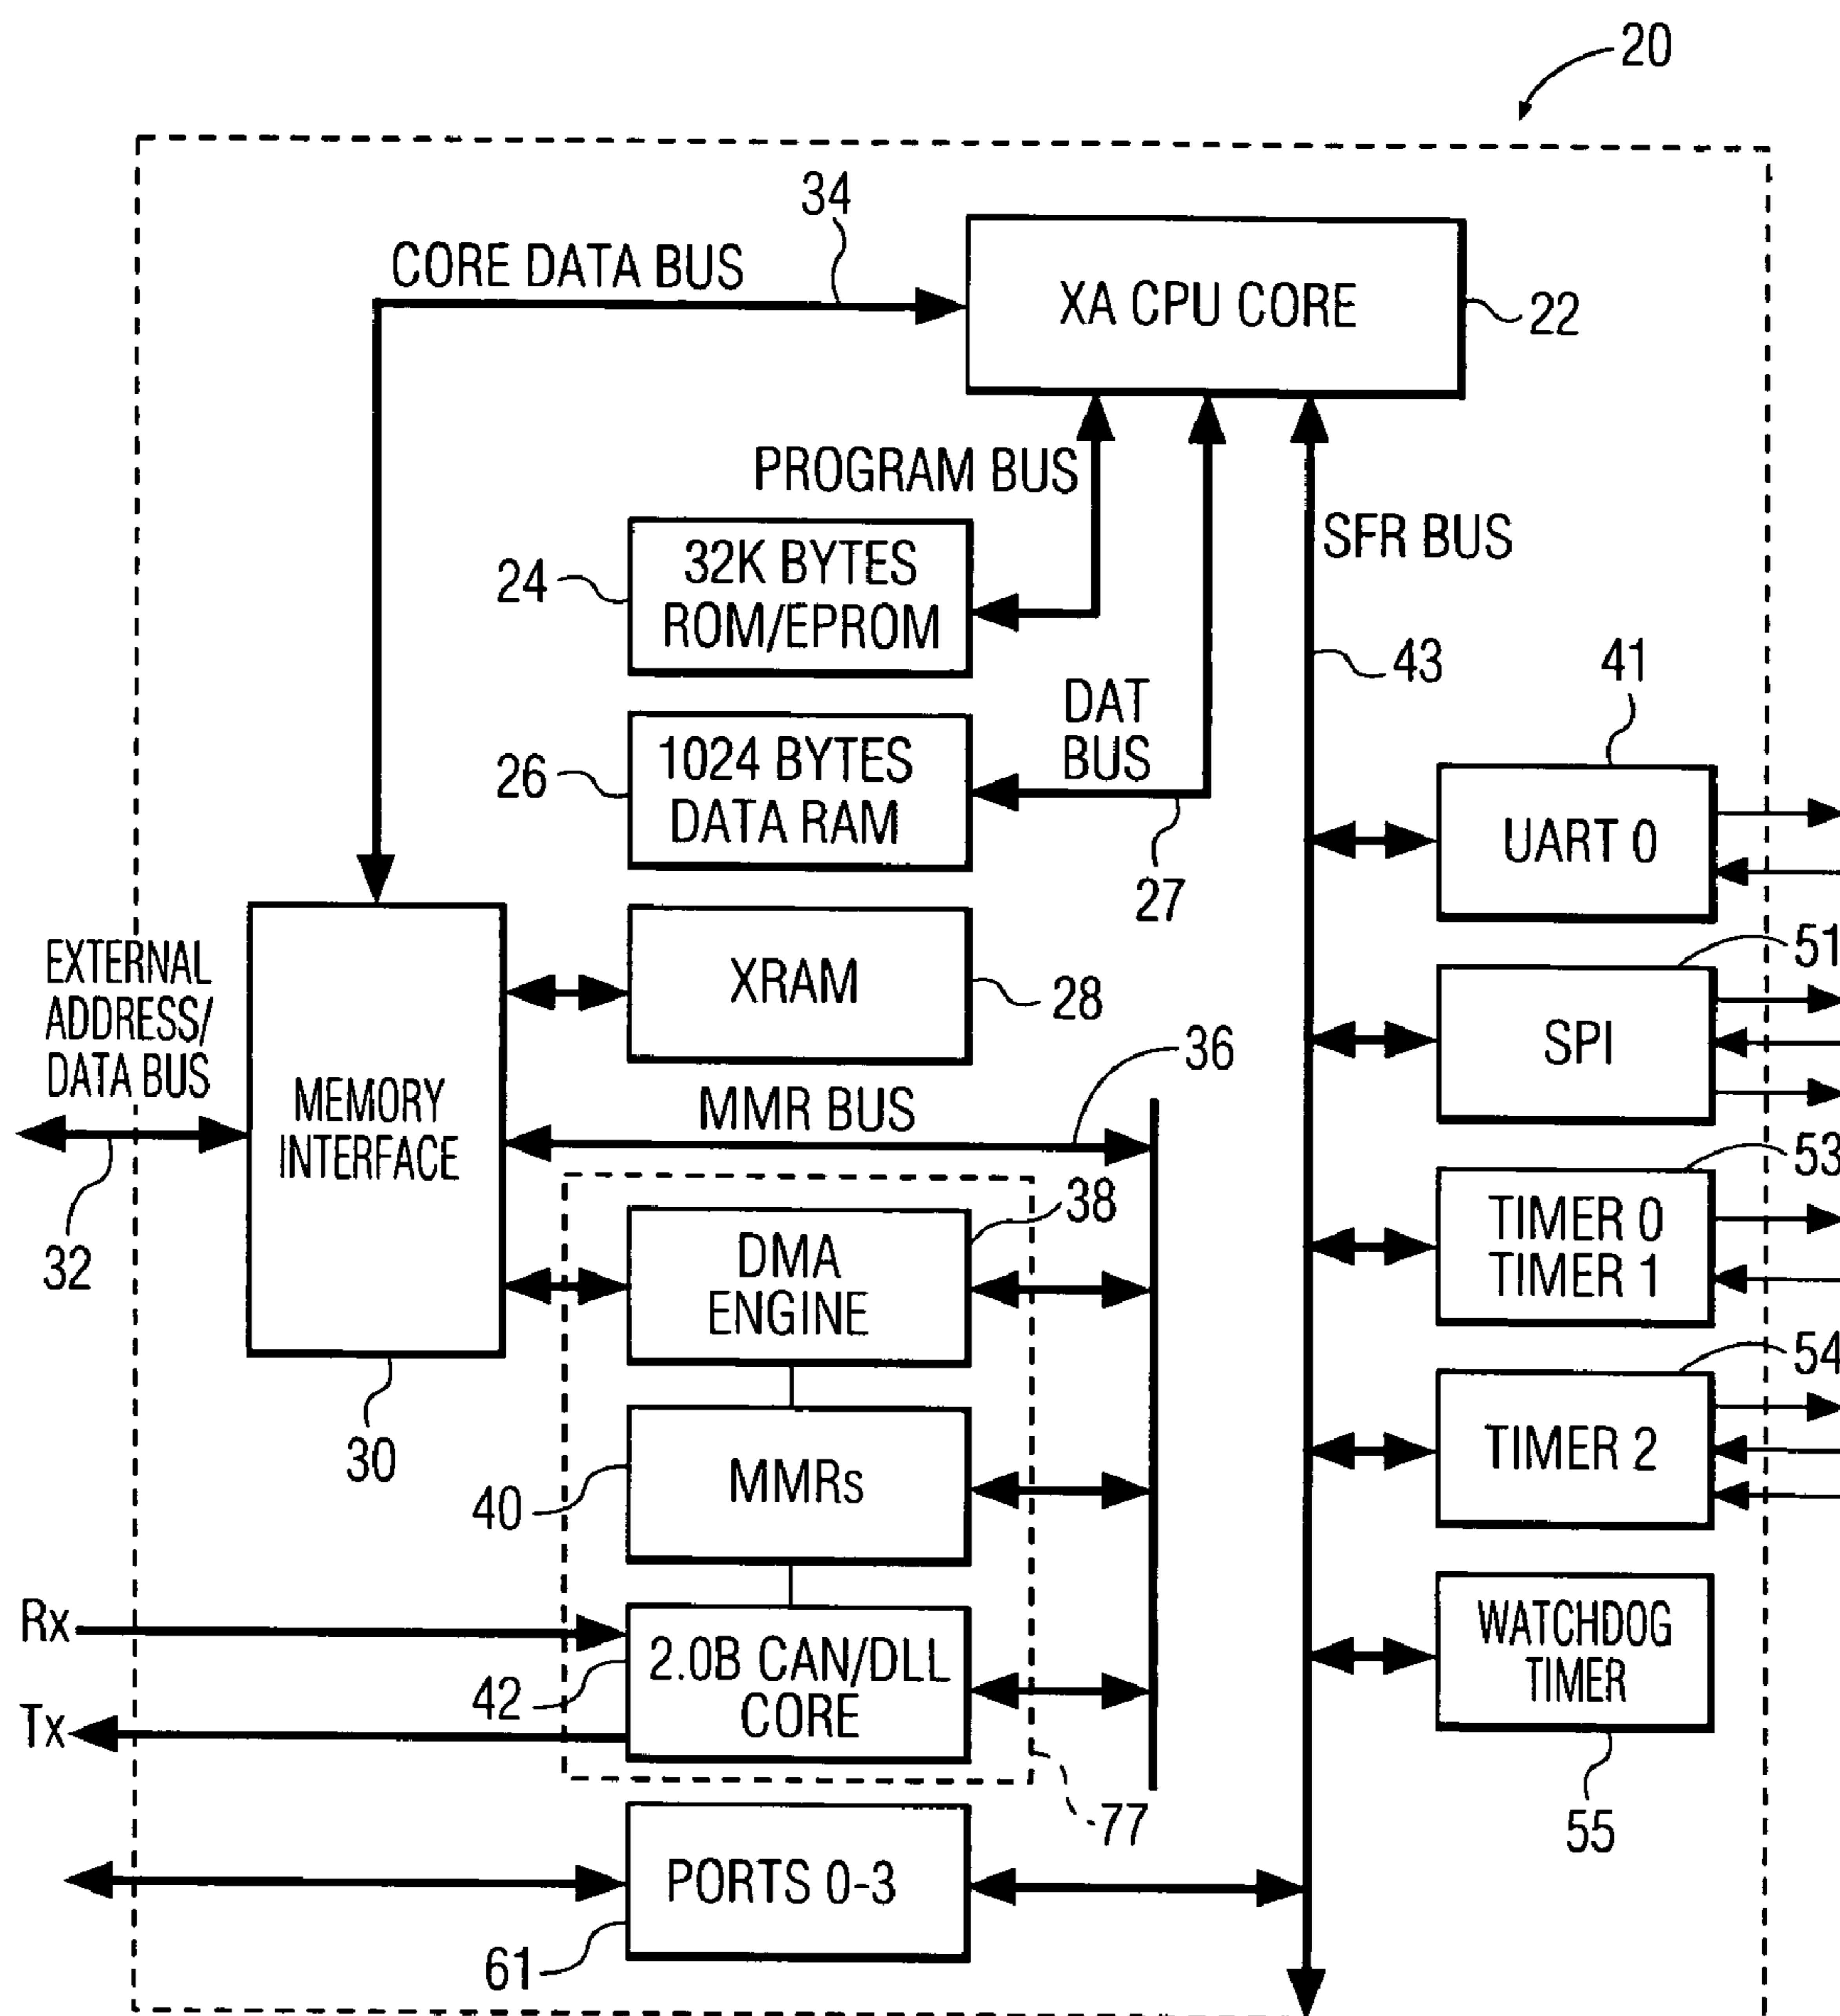 20
34
CORE DATA BUS
XA CPU CORE
22
PROGRAM BUS
SFR BUS
24
32K BYTES
ROM/EPROM
43
41
DAT
BUS
26
1024 BYTES
DATA RAM
27
UART 0
EXTERNAL
ADDRESS/
DATA BUS
XRAM
28
51
SPI
36
MEMORY
INTERFACE
MMR BUS
32
38
53
DMA
ENGINE
TIMER 0
TIMER 1
54
30
40
MMRs
TIMER 2
Rx
42
2.0B CAN/DLL
CORE
WATCHDOG
TIMER
Tx
77
55
PORTS 0-3
61